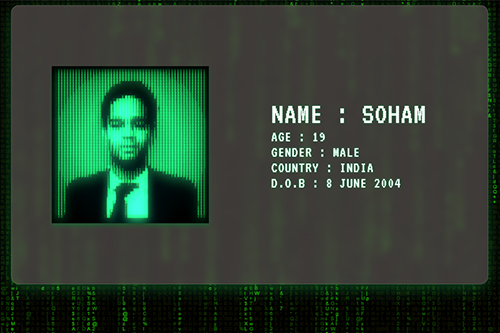 NAME : SOHAM
AGE : 19
GENDER : MALE
COUNTRY : INDIA
D.O.B : 8 JUNE 2004